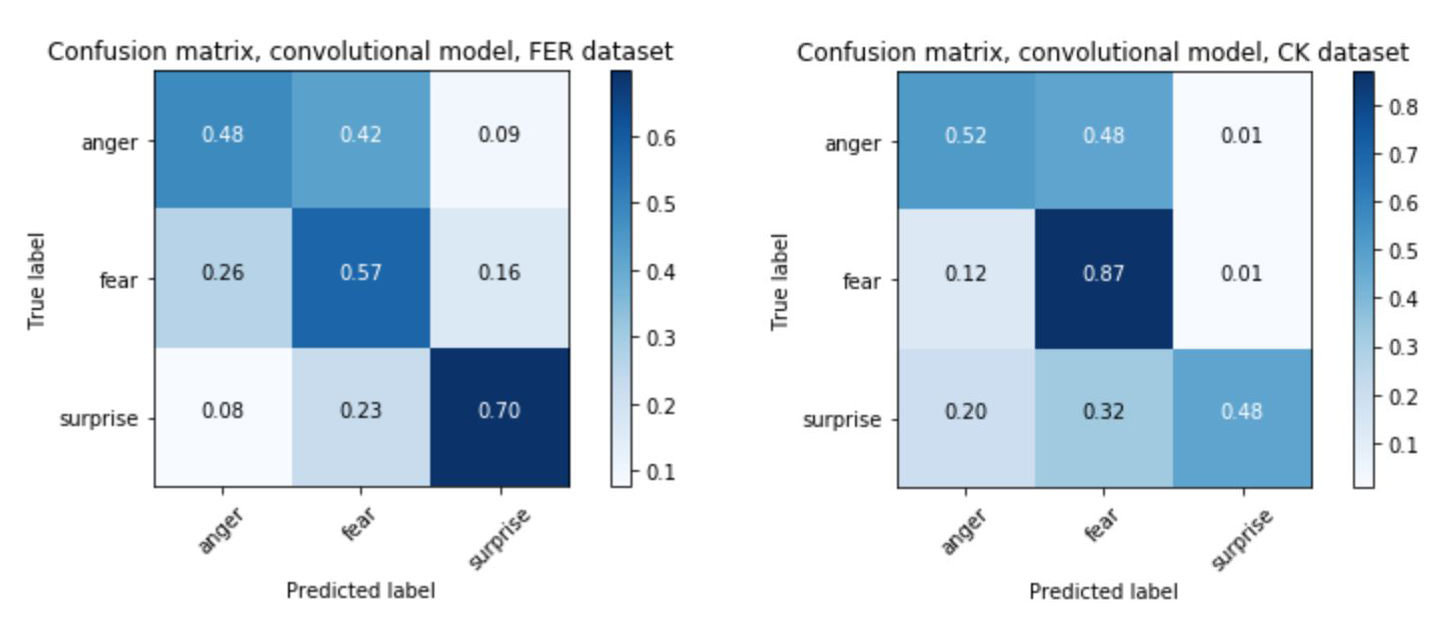 Confusion matrix, convolutional model, FER dataset
True label
anger
fear
surprise
0.48 0.42 0.09
0.26 0.57 0.16
0.08 0.23 0.70
0.6
0.5
0.4
0.3
0.2
0.1
anger
fear
surprise
Predicted label
Confusion matrix, convolutional model, CK dataset
True label
anger
fear
surprise
0.52 0.48 0.01
0.12 0.87 0.01
0.20 0.32 0.48
0.8
0.7
0.6
0.5
0.4
0.3
0.2
0.1
anger
fear
surprise
Predicted label